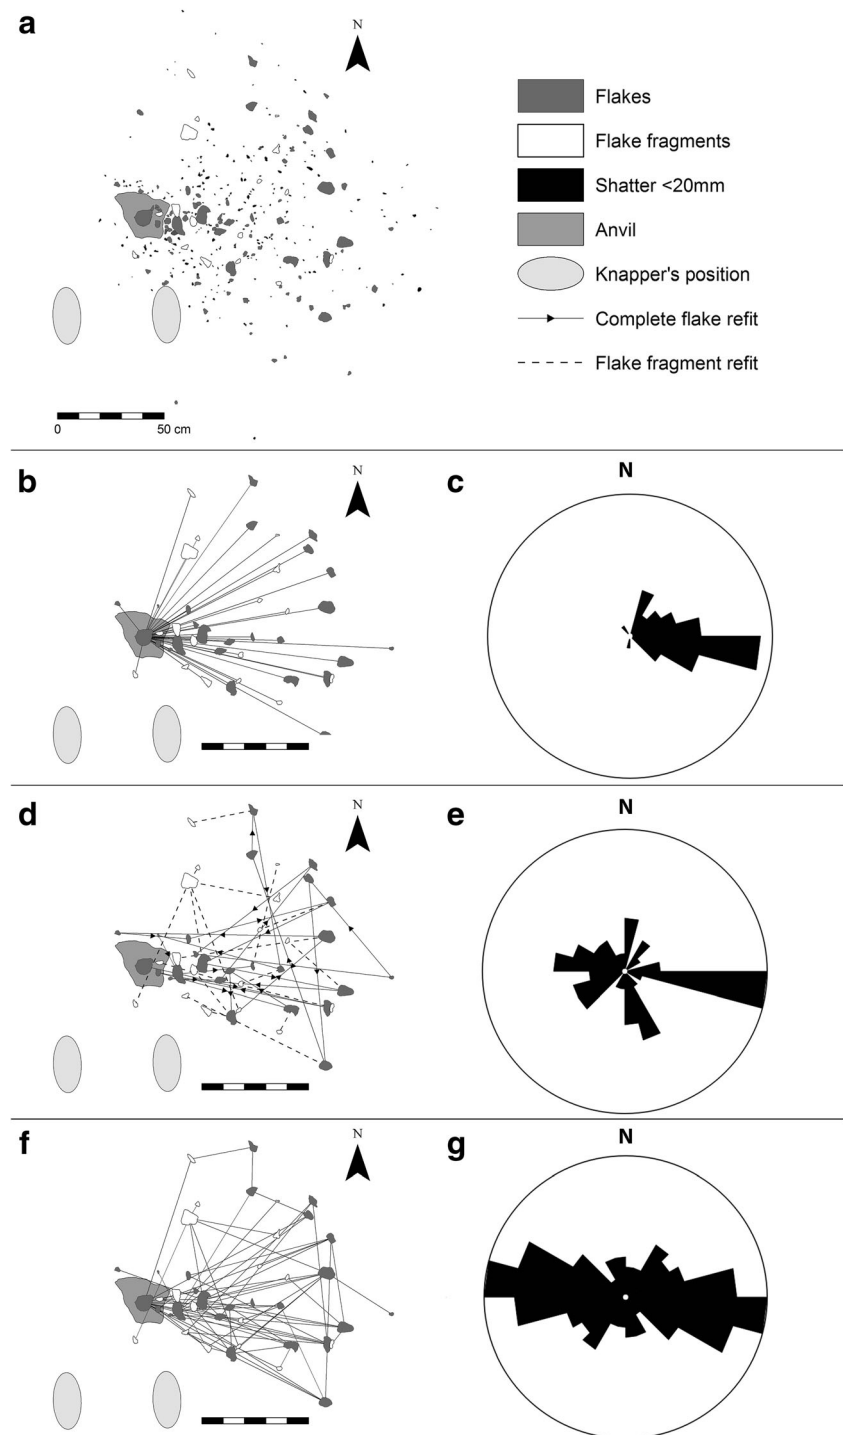 a
N
Flakes
Flake fragments
Shatter <20mm
Anvil
Knapper's position
Complete flake refit
Flake fragment refit
0 50 cm
b
N
c
N
d
N
e
N
f
N
g
N